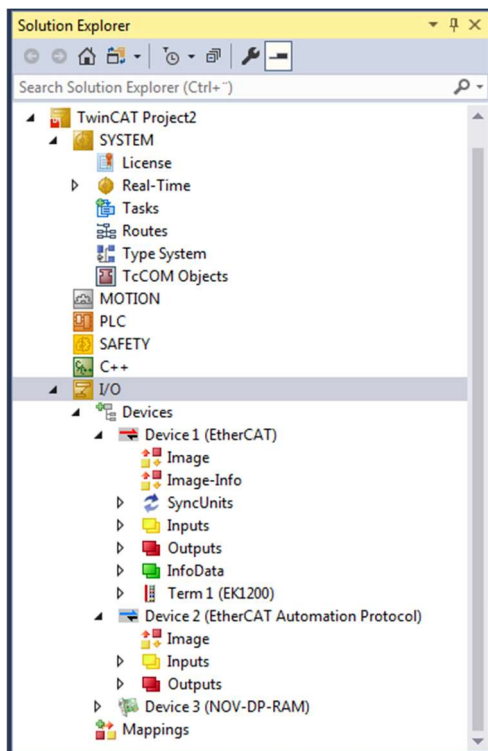 Solution Explorer
Search Solution Explorer (Ctrl+¨)
TwinCAT Project2
SYSTEM
License
Real-Time
Tasks
Routes
Type System
TcCOM Objects
MOTION
PLC
SAFETY
C++
I/O
Devices
Device 1 (EtherCAT)
Image
Image-Info
SyncUnits
Inputs
Outputs
InfoData
Term 1 (EK1200)
Device 2 (EtherCAT Automation Protocol)
Image
Inputs
Outputs
Device 3 (NOV-DP-RAM)
Mappings